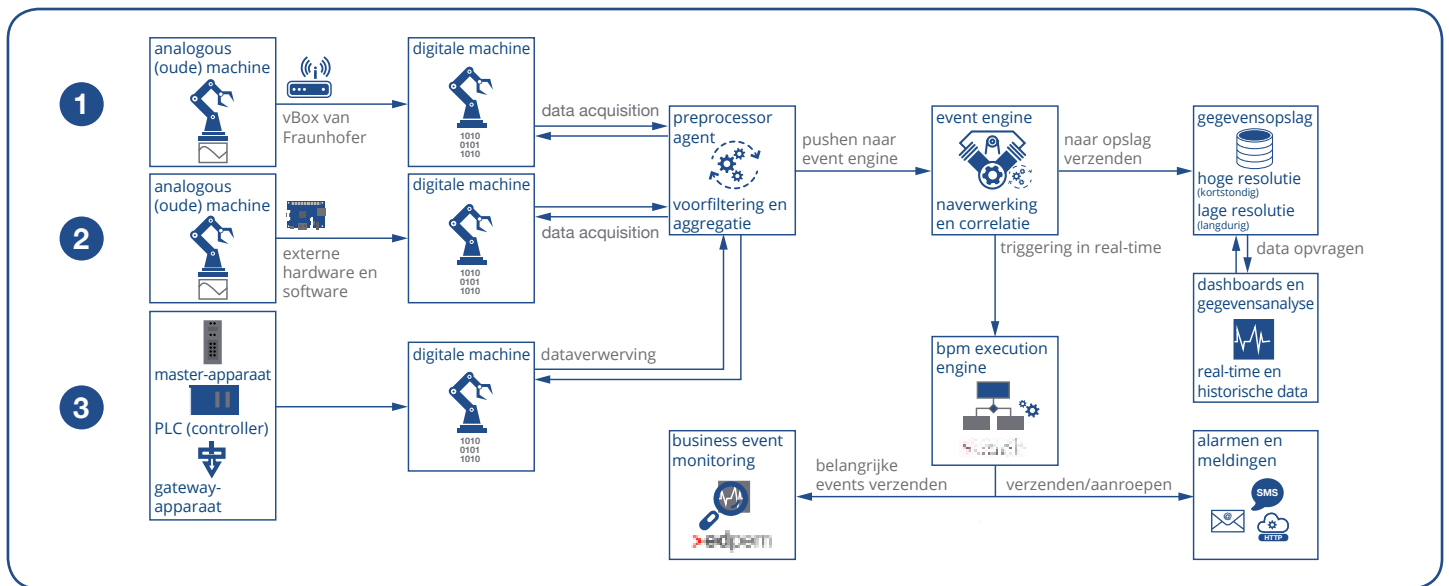 1
analogous
(oude) machine
vBox van
Fraunhofer
digitale machine
1010
0101
1010
data acquisition
preprocessor
agent
voorfiltering en
aggregatie
pushen naar
event engine
event engine
naverwerking
en correlatie
naar opslag
verzenden
gegevensopslag
hoge resolutie
(kortstondig)
lage resolutie
(langdurig)
2
analogous
(oude) machine
externe
hardware en
software
digitale machine
1010
0101
1010
data acquisition
triggering in real-time
data opvragen
dashboards en
gegevensanalyse
real-time en
historische data
3
master-apparaat
PLC (controller)
gateway-
apparaat
digitale machine
1010
0101
1010
dataverwerving
bpm execution
engine
business event
monitoring
belangrijke
events verzenden
verzenden/aanroepen
alarmen en
meldingen
SMS
@
HTTP